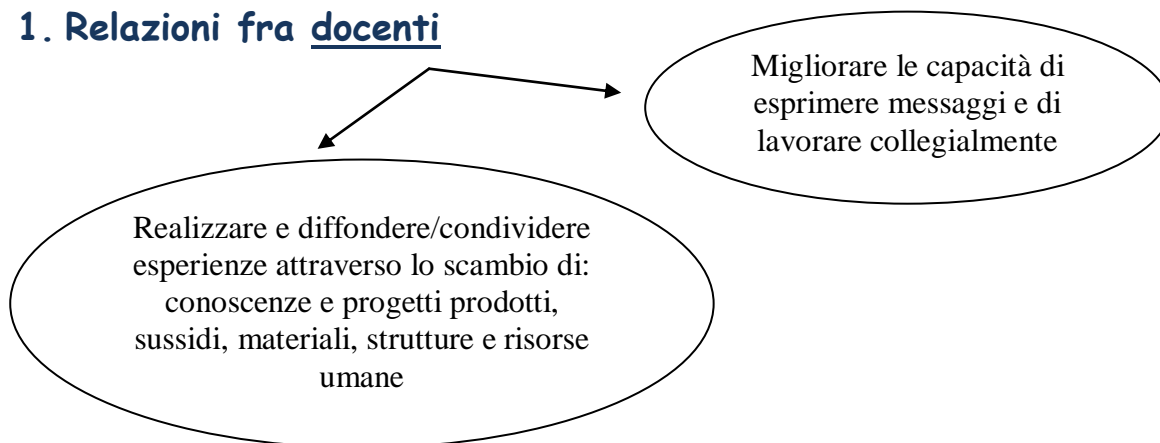 1. Relazioni fra docenti
Migliorare le capacità di
esprimere messaggi e di
lavorare collegialmente
Realizzare e diffondere/condividere
esperienze attraverso lo scambio di:
conoscenze e progetti prodotti,
sussidi, materiali, strutture e risorse
umane